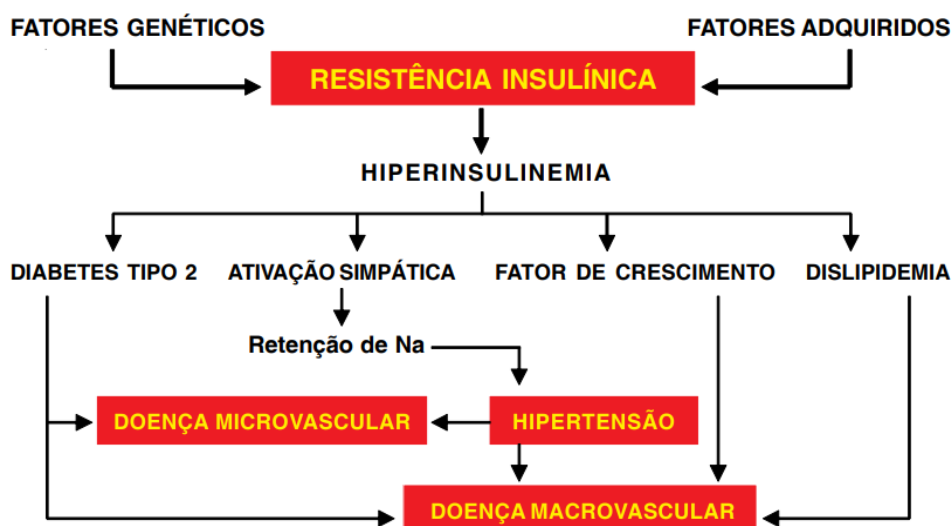 FATORES GENÉTICOS
FATORES ADQUIRIDOS
RESISTÊNCIA INSULÍNICA
HIPERINSULINEMIA
DIABETES TIPO 2
ATIVAÇÃO SIMPÁTICA
FATOR DE CRESCIMENTO
DISLIPIDEMIA
Retenção de Na
DOENÇA MICROVASCULAR
HIPERTENSÃO
DOENÇA MACROVASCULAR